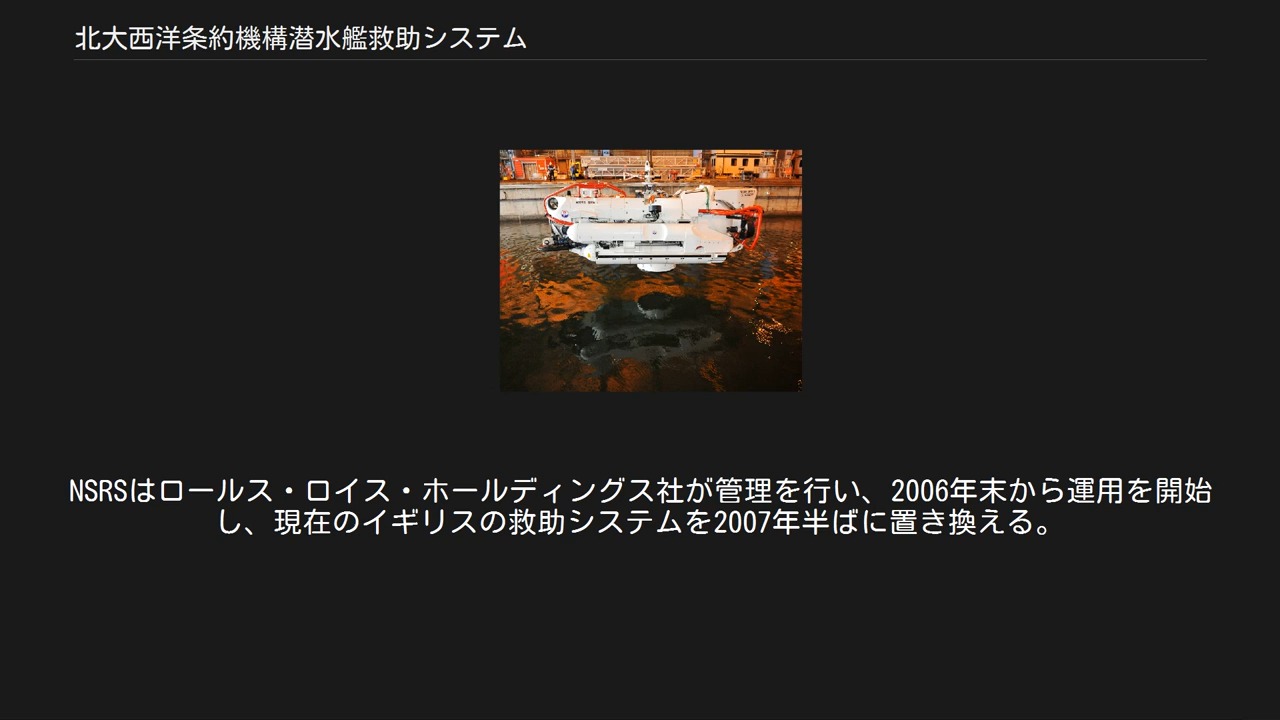 北大西洋条約機構潜水艦救助システム
NSRSはロールス・ロイス・ホールディングス社が管理を行い、2006年末から運用を開始
し、現在のイギリスの救助システムを2007年半ばに置き換える。